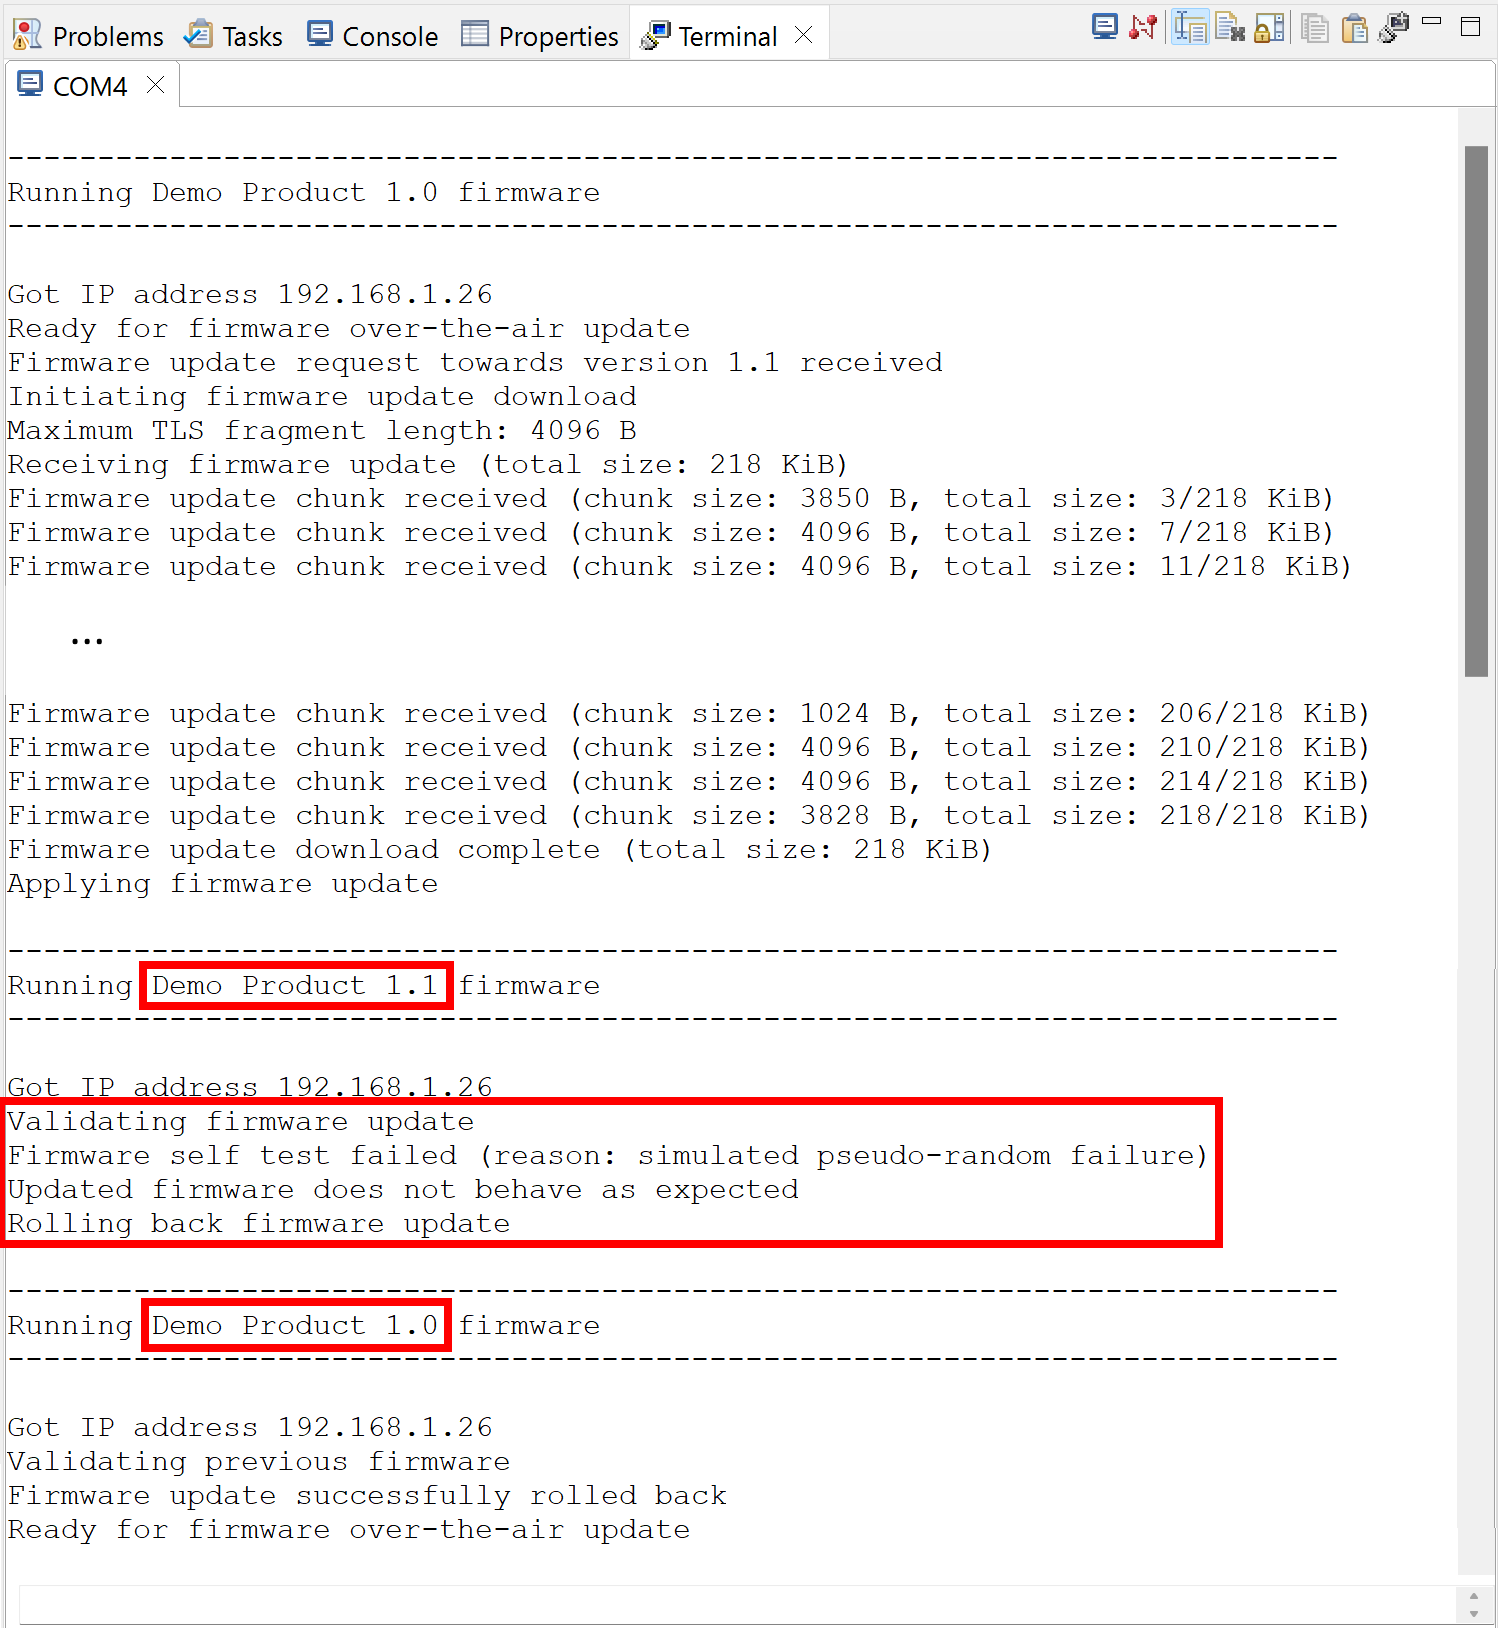 Problems Tasks Console Properties Terminal
COM4
--------------------------------------------------------------------------
Running Demo Product 1.0 firmware
--------------------------------------------------------------------------
Got IP address 192.168.1.26
Ready for firmware over-the-air update
Firmware update request towards version 1.1 received
Initiating firmware update download
Maximum TLS fragment length: 4096 B
Receiving firmware update (total size: 218 KiB)
Firmware update chunk received (chunk size: 3850 B, total size: 3/218 KiB)
Firmware update chunk received (chunk size: 4096 B, total size: 7/218 KiB)
Firmware update chunk received (chunk size: 4096 B, total size: 11/218 KiB)
...
Firmware update chunk received (chunk size: 1024 B, total size: 206/218 KiB)
Firmware update chunk received (chunk size: 4096 B, total size: 210/218 KiB)
Firmware update chunk received (chunk size: 4096 B, total size: 214/218 KiB)
Firmware update chunk received (chunk size: 3828 B, total size: 218/218 KiB)
Firmware update download complete (total size: 218 KiB)
Applying firmware update
--------------------------------------------------------------------------
Running Demo Product 1.1 firmware
--------------------------------------------------------------------------
Got IP address 192.168.1.26
Validating firmware update
Firmware self test failed (reason: simulated pseudo-random failure)
Updated firmware does not behave as expected
Rolling back firmware update
--------------------------------------------------------------------------
Running Demo Product 1.0 firmware
--------------------------------------------------------------------------
Got IP address 192.168.1.26
Validating previous firmware
Firmware update successfully rolled back
Ready for firmware over-the-air update